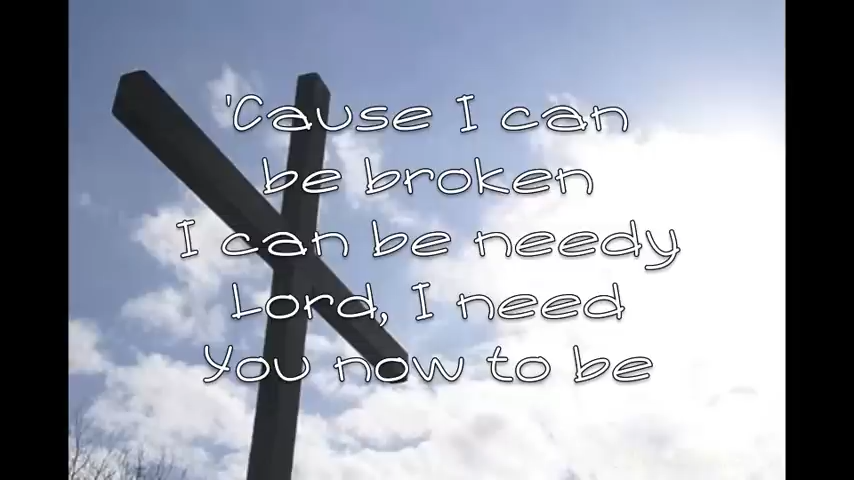 'Cause I can
be broken
I can be needy
Lord, I need
You now to be